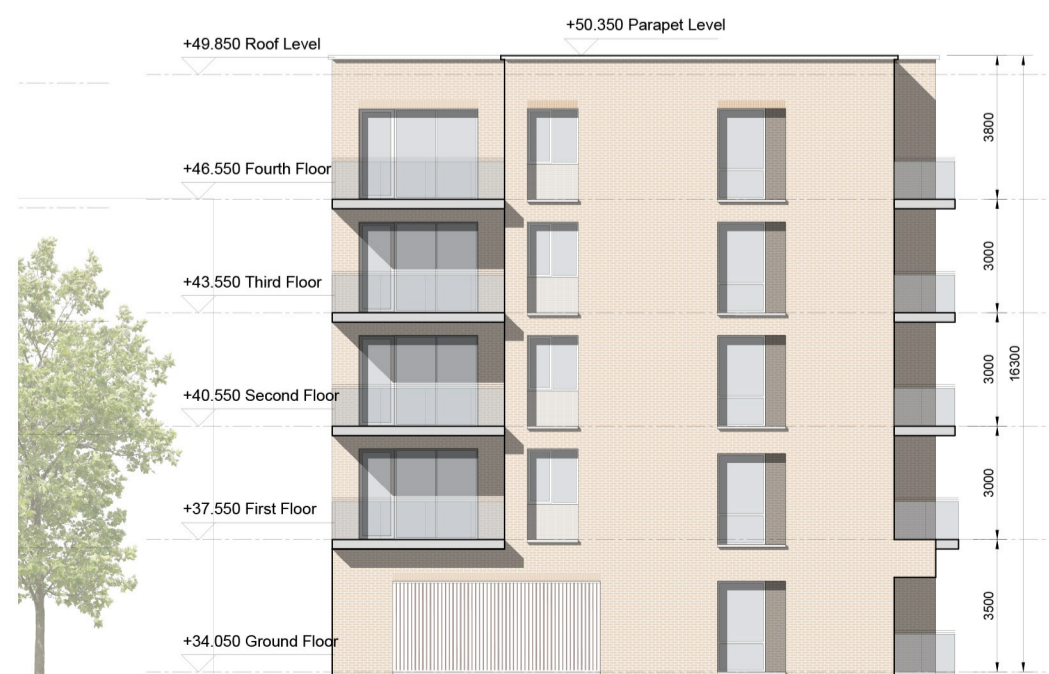 +50.350 Parapet Level
+49.850 Roof Level
3800
+46.550 Fourth Floor
3000
+43.550 Third Floor
3000
16300
+40.550 Second Floor
3000
+37.550 First Floor
3500
+34.050 Ground Floor